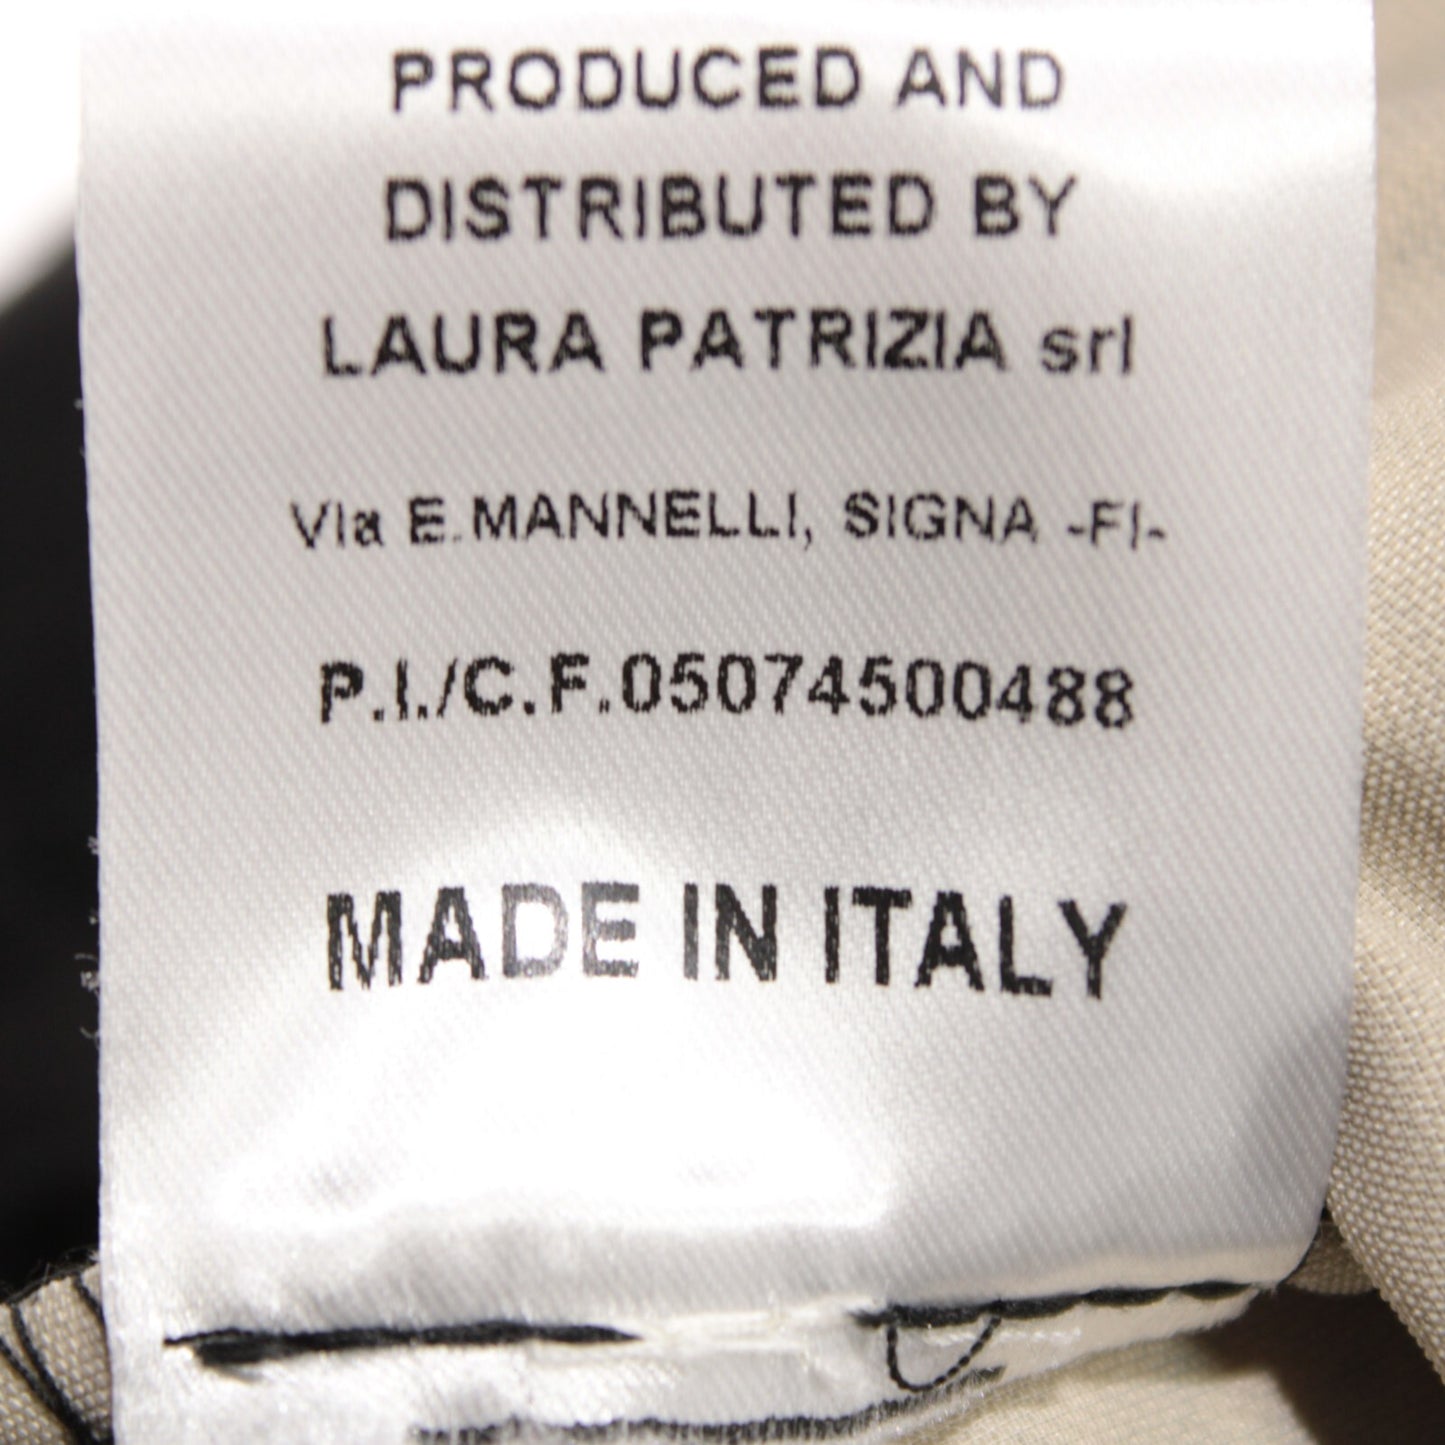 PRODUCED AND
DISTRIBUTED BY
LAURA PATRIZIA srl
Via E.MANNELLI, SIGNA -FI-
P.I./C.F.05074500488
MADE IN ITALY